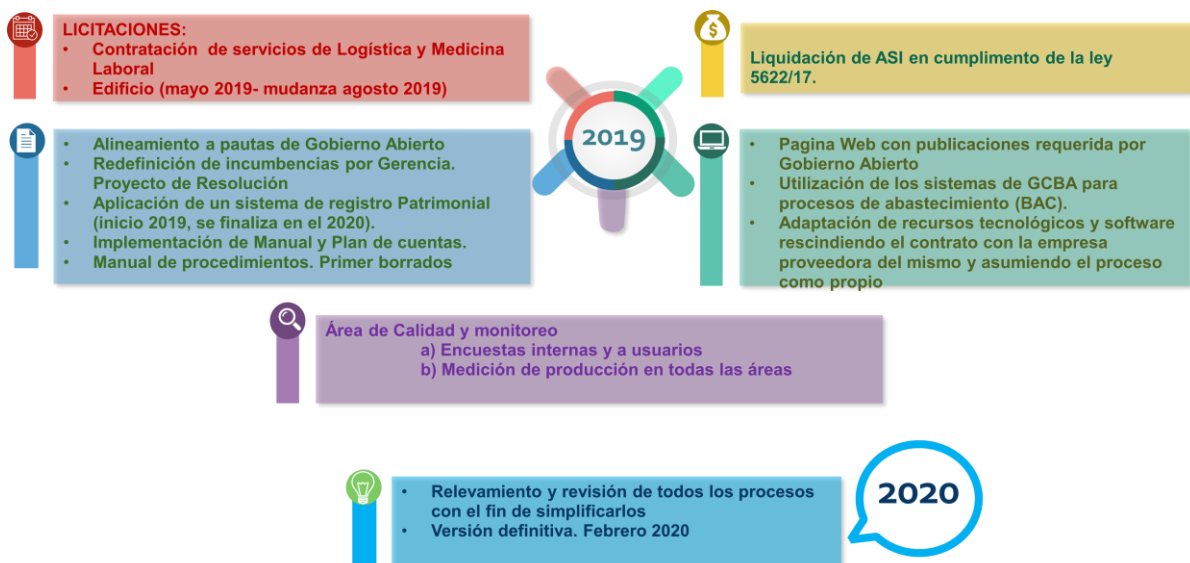 LICITACIONES:
• Contratación de servicios de Logística y Medicina
Laboral
• Edificio (mayo 2019- mudanza agosto 2019)
Liquidación de ASI en cumplimento de la ley
5622/17.
2019
• Alineamiento a pautas de Gobierno Abierto
• Redefinición de incumbencias por Gerencia.
Proyecto de Resolución
• Aplicación de un sistema de registro Patrimonial
(inicio 2019, se finaliza en el 2020).
• Implementación de Manual y Plan de cuentas.
• Manual de procedimientos. Primer borrados
• Pagina Web con publicaciones requerida por
Gobierno Abierto
• Utilización de los sistemas de GCBA para
procesos de abastecimiento (BAC).
• Adaptación de recursos tecnológicos y software
rescindiendo el contrato con la empresa
proveedora del mismo y asumiendo el proceso
como propio
Área de Calidad y monitoreo
a) Encuestas internas y a usuarios
b) Medición de producción en todas las áreas
• Relevamiento y revisión de todos los procesos
con el fin de simplificarlos
• Versión definitiva. Febrero 2020
2020